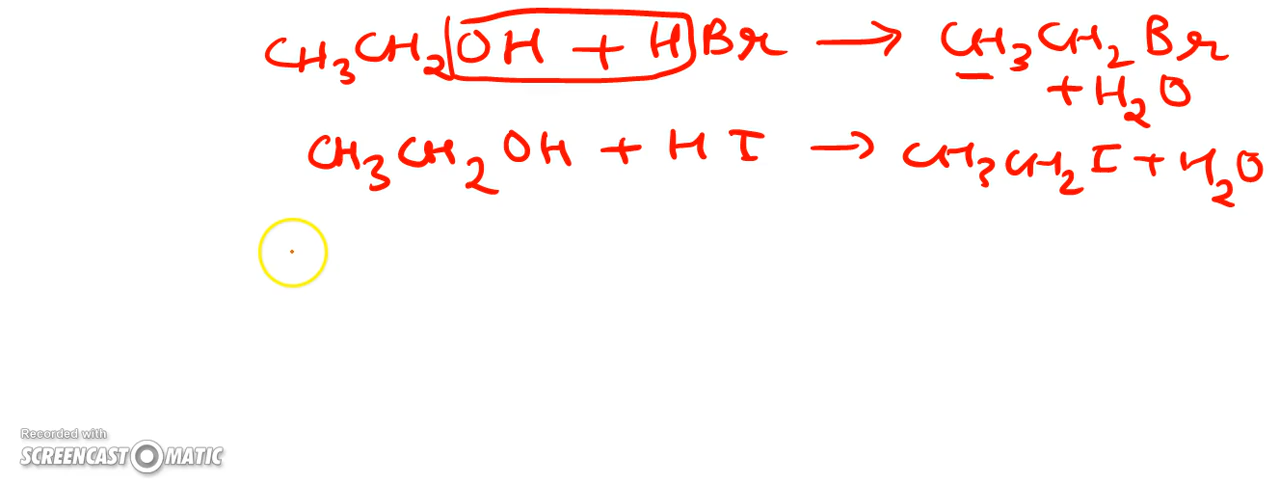 CH3CH2OH + HBr → CH3CH2Br
+ H2O
CH3CH2OH + HI → CH3CH2I + H2O
Recorded with
SCREENCAST MATIC